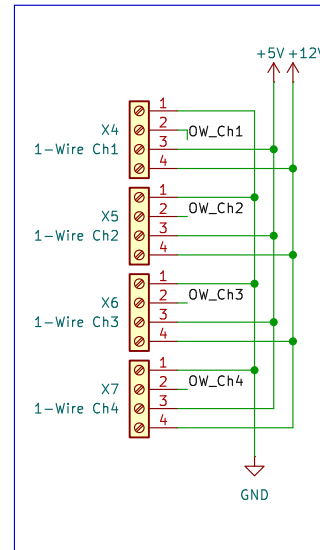 +5V +12V
1
X4 2 OW_Ch1
1-Wire Ch1 3
4
1
X5 2 OW_Ch2
1-Wire Ch2 3
4
1
X6 2 OW_Ch3
1-Wire Ch3 3
4
1
X7 2 OW_Ch4
1-Wire Ch4 3
4
GND